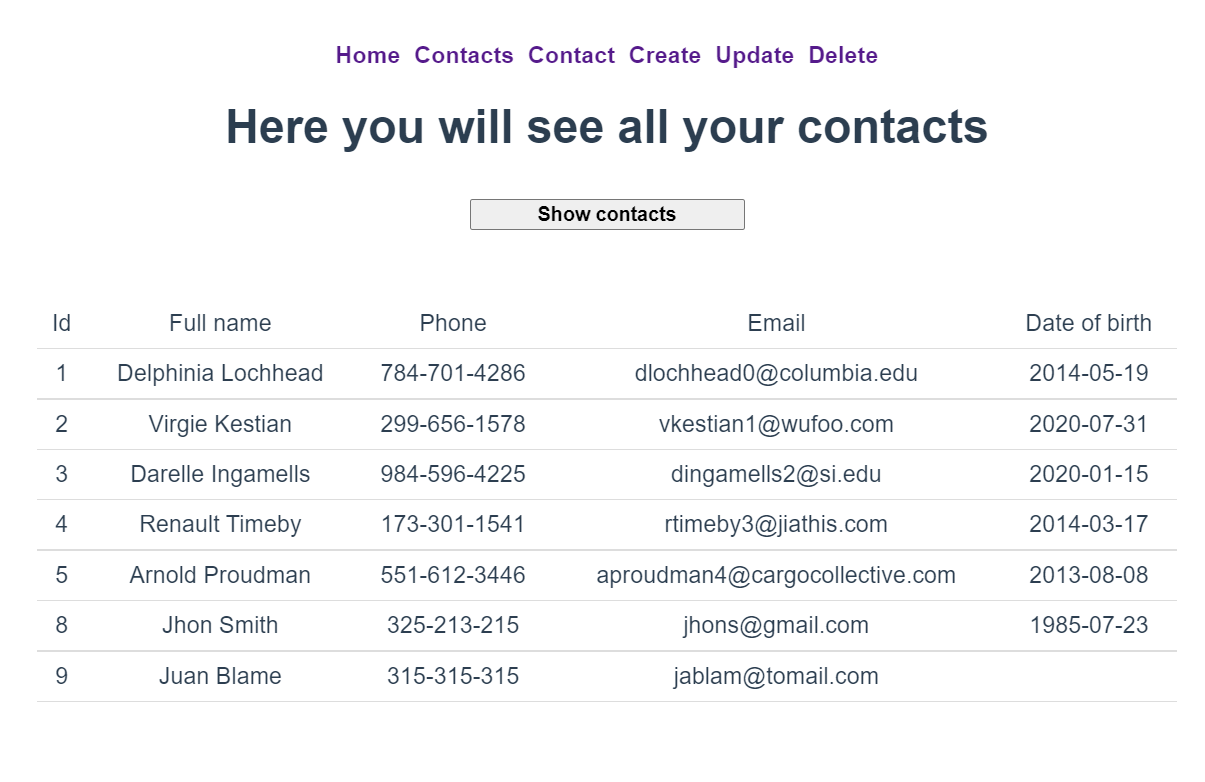 Home Contacts Contact Create Update Delete
Here you will see all your contacts
Show contacts
Id Full name Phone Email Date of birth
1 Delphinia Lochhead 784-701-4286 dlochhead0@columbia.edu 2014-05-19
2 Virgie Kestian 299-656-1578 vkestian1@wufoo.com 2020-07-31
3 Darelle Ingamells 984-596-4225 dingamells2@si.edu 2020-01-15
4 Renault Timeby 173-301-1541 rtimeby3@jiathis.com 2014-03-17
5 Arnold Proudman 551-612-3446 aproudman4@cargocollective.com 2013-08-08
8 Jhon Smith 325-213-215 jhons@gmail.com 1985-07-23
9 Juan Blame 315-315-315 jablam@tomail.com